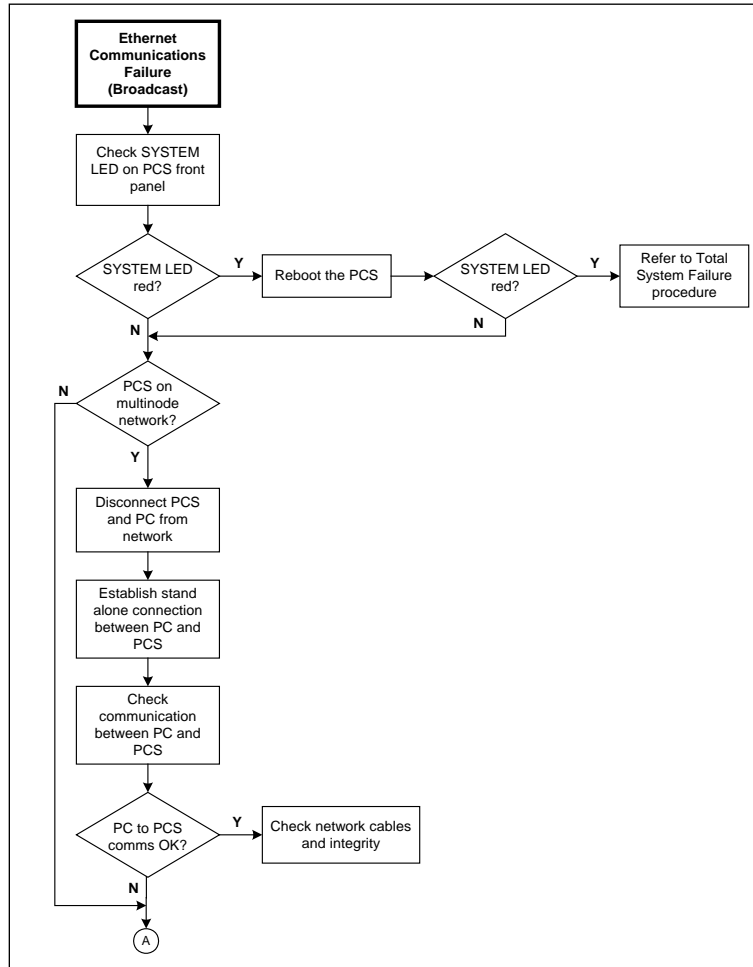 Ethernet
Communications
Failure
(Broadcast)
Check SYSTEM
LED on PCS front
panel
SYSTEM LED
red?
Y
Reboot the PCS
SYSTEM LED
red?
Y
Refer to Total
System Failure
procedure
N
N
N
PCS on
multinode
network?
Y
Disconnect PCS
and PC from
network
Establish stand
alone connection
between PC and
PCS
Check
communication
between PC and
PCS
PC to PCS
comms OK?
Y
Check network cables
and integrity
N
A